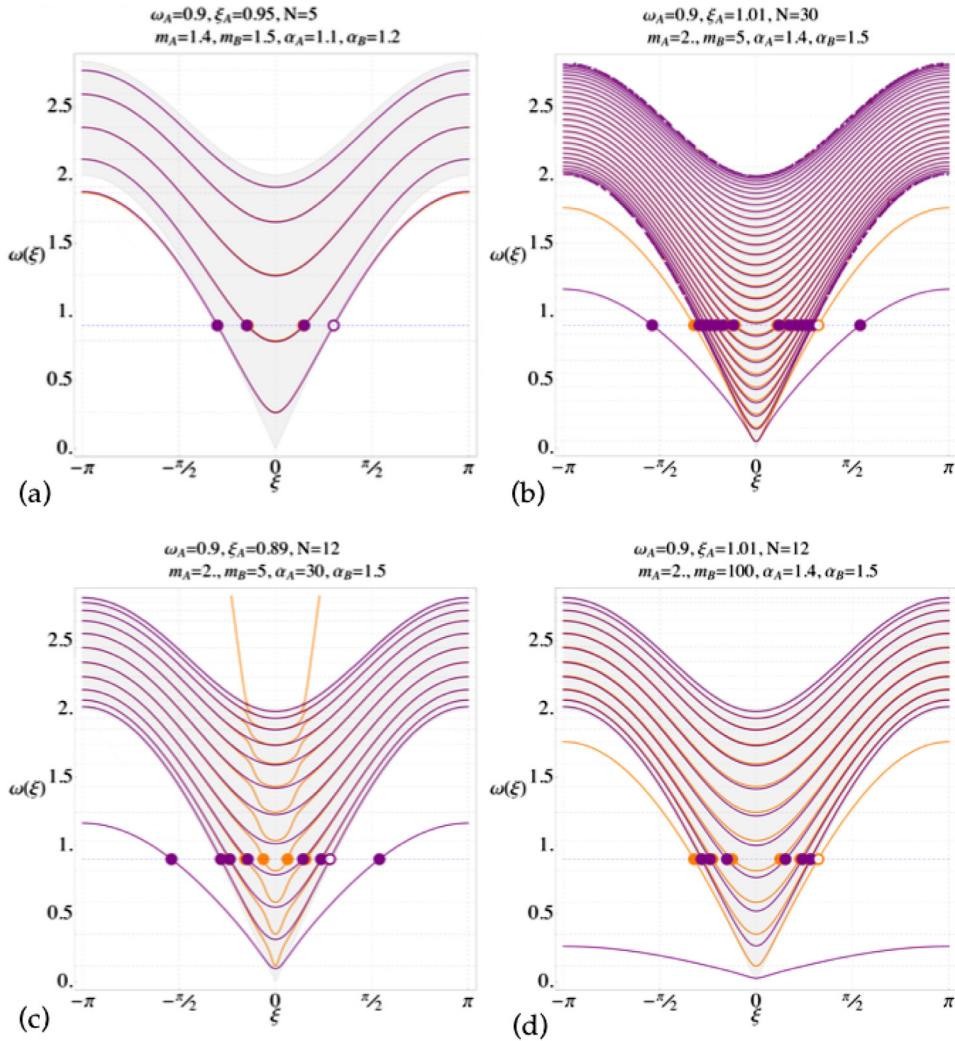 ω_A=0.9, ξ_A=0.95, N=5
m_A=1.4, m_B=1.5, α_A=1.1, α_B=1.2
2.5
2.
1.5
ω(ξ)
1.
0.5
0.
−π
−π/2
0
π/2
π
ξ
(a)
ω_A=0.9, ξ_A=1.01, N=30
m_A=2., m_B=5, α_A=1.4, α_B=1.5
2.5
2.
1.5
ω(ξ)
1.
0.5
0.
−π
−π/2
0
π/2
π
ξ
(b)
ω_A=0.9, ξ_A=0.89, N=12
m_A=2., m_B=5, α_A=30, α_B=1.5
2.5
2.
1.5
ω(ξ)
1.
0.5
0.
−π
−π/2
0
π/2
π
ξ
(c)
ω_A=0.9, ξ_A=1.01, N=12
m_A=2., m_B=100, α_A=1.4, α_B=1.5
2.5
2.
1.5
ω(ξ)
1.
0.5
0.
−π
−π/2
0
π/2
π
ξ
(d)